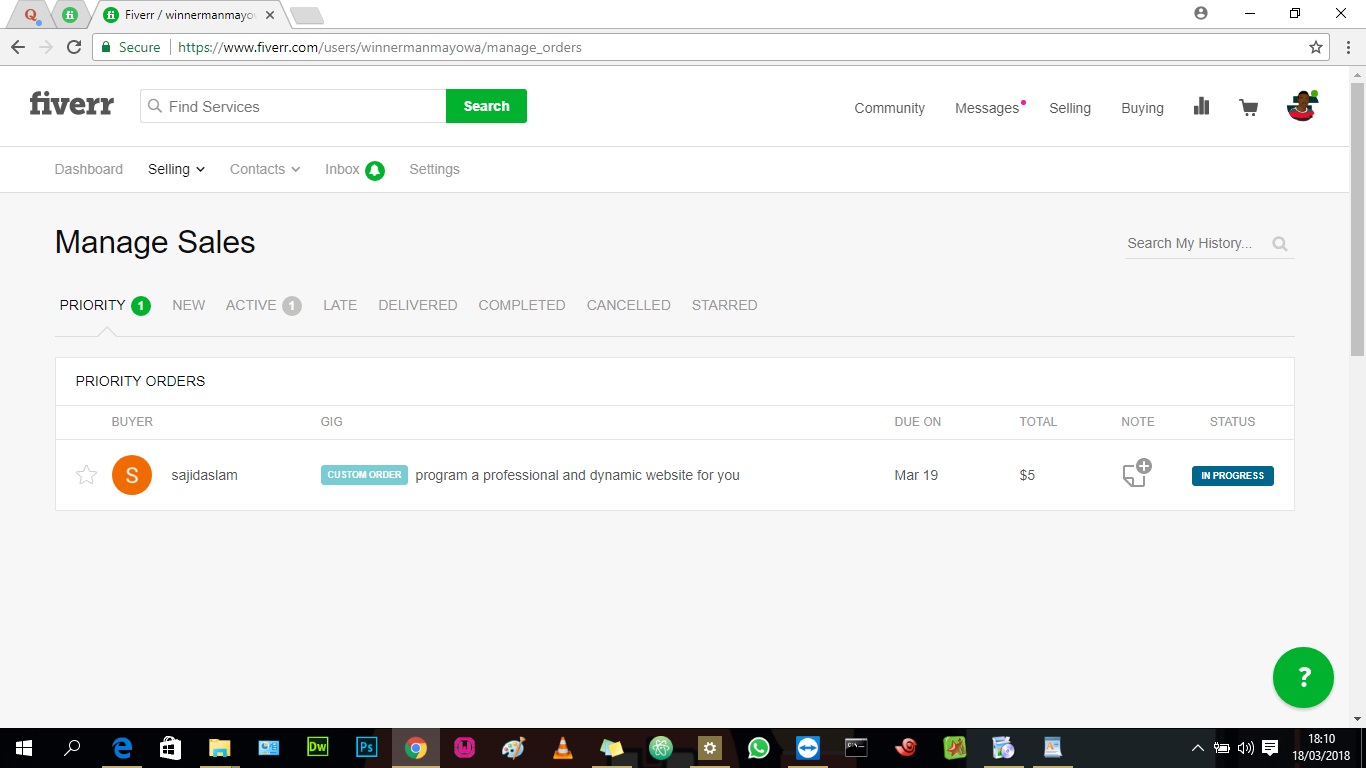 Fiverr / winnermanmayo
Secure https://www.fiverr.com/users/winnermanmayowa/manage_orders
fiverr Find Services Search Community Messages Selling Buying
Dashboard Selling Contacts Inbox Settings
Manage Sales Search My History...
PRIORITY 1 NEW ACTIVE 1 LATE DELIVERED COMPLETED CANCELLED STARRED
PRIORITY ORDERS
BUYER GIG DUE ON TOTAL NOTE STATUS
S sajidaslam CUSTOM ORDER program a professional and dynamic website for you Mar 19 $5 IN PROGRESS
?
Dw Ps
18:10
18/03/2018